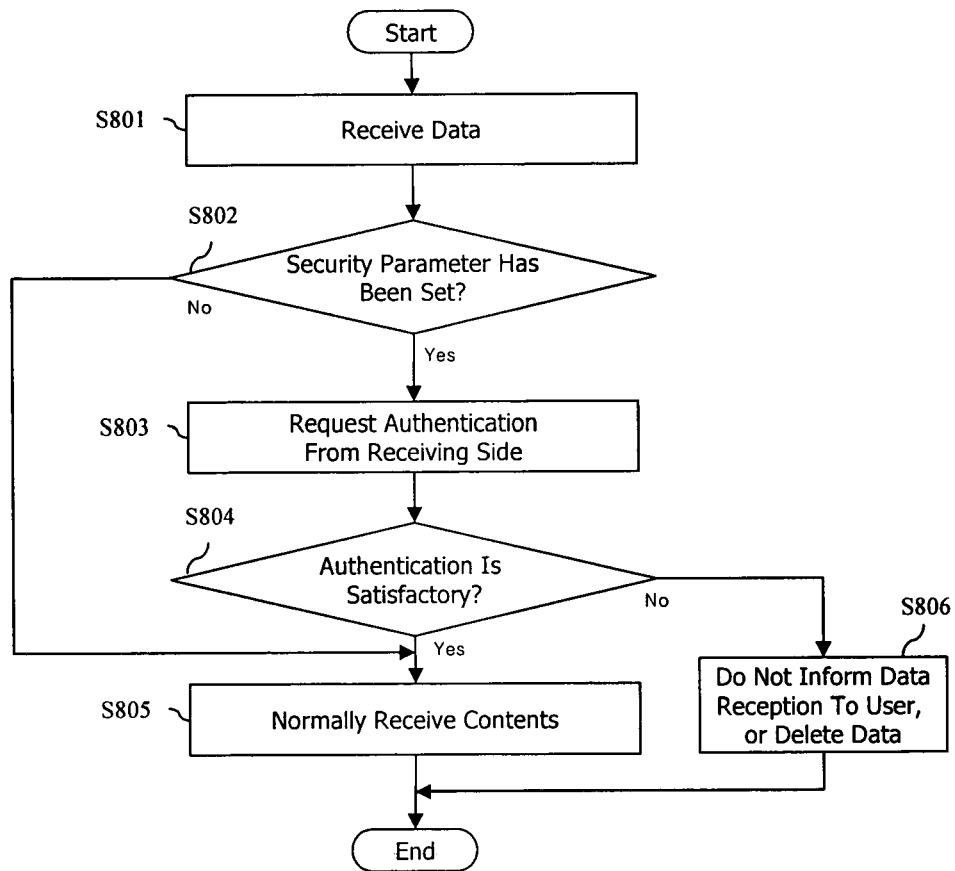 Start
S801
Receive Data
S802
Security Parameter Has
Been Set?
No
Yes
S803
Request Authentication
From Receiving Side
S804
Authentication Is
Satisfactory?
No
Yes
S806
Do Not Inform Data
Reception To User,
or Delete Data
S805
Normally Receive Contents
End